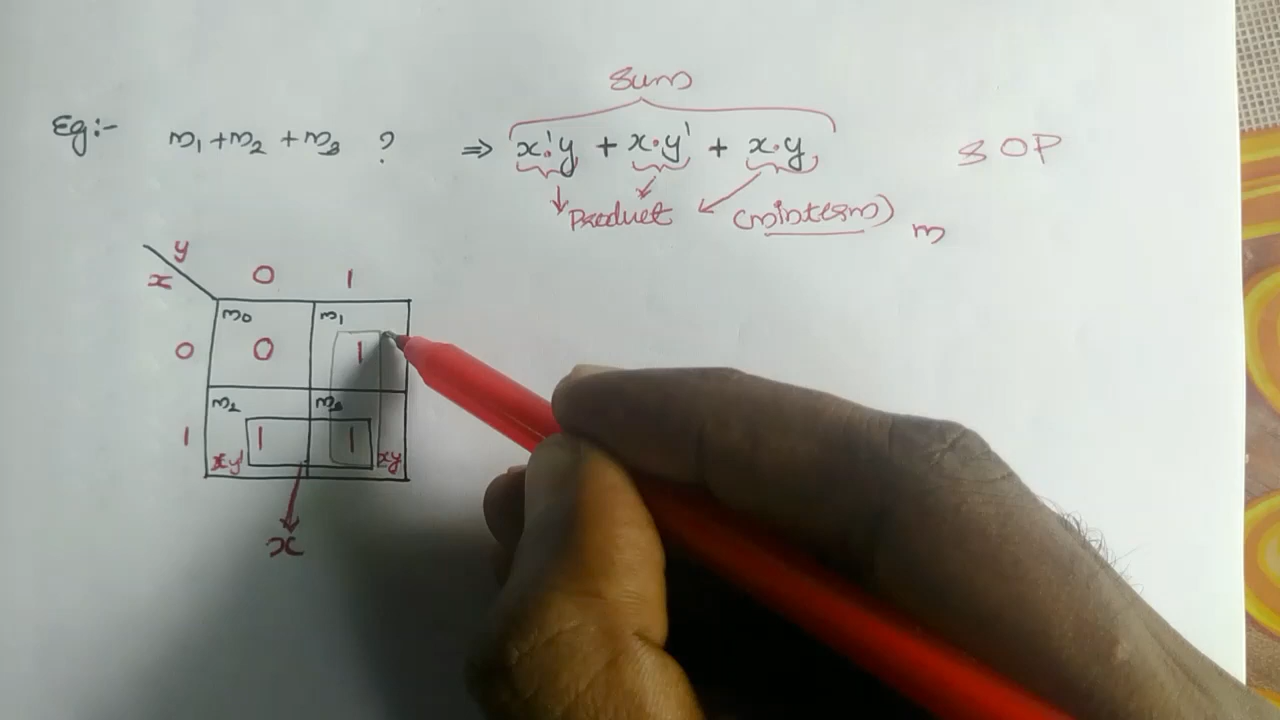 Sum
Eg:- m1 + m2 + m3 ? ⇒ x'.y + x.y' + x.y SOP
Product (minterm) m
y
x 0 1
m0 m1
0 0 1
m2 m3
1 1 1
xy' xy
x